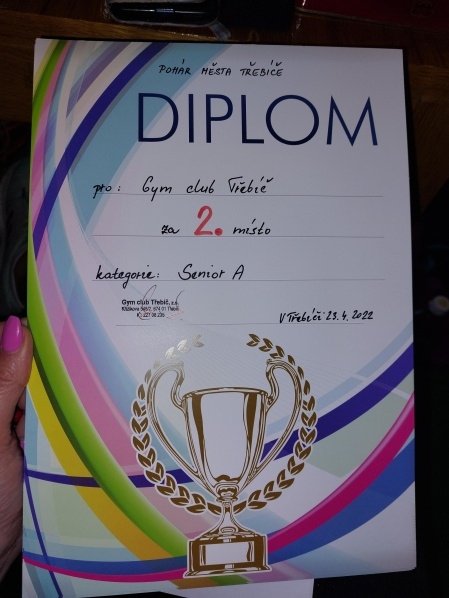 POHÁR MĚSTA TŘEBÍČE
DIPLOM
pro: Gym club Třebíč
za 2. místo
kategorie: Senior A
Gym club Třebíč, z.s.
V Třebíči 23.4.2022